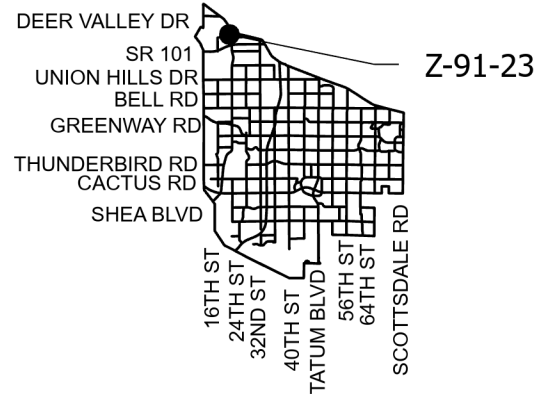 DEER VALLEY DR
SR 101
Z-91-23
UNION HILLS DR
BELL RD
GREENWAY RD
THUNDERBIRD RD
CACTUS RD
SHEA BLVD
16TH ST
24TH ST
32ND ST
40TH ST
TATUM BLVD
56TH ST
64TH ST
SCOTTSDALE RD